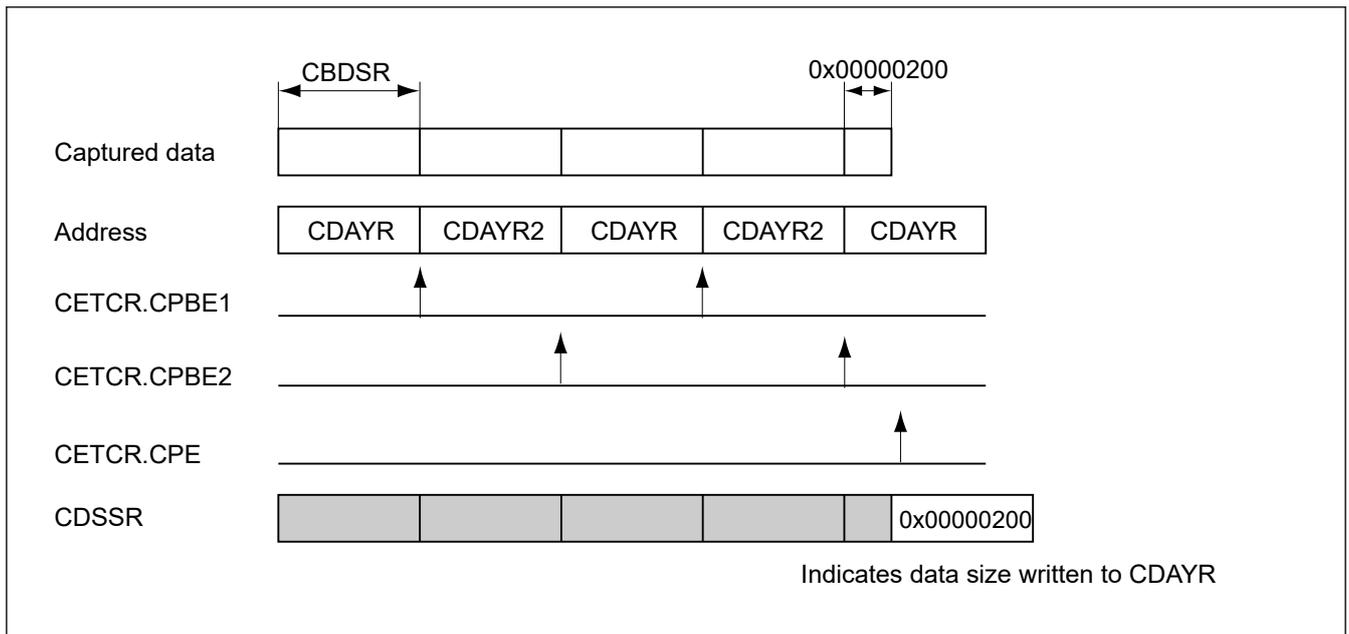 CBDSR 0x00000200
Captured data
Address CDAYR CDAYR2 CDAYR CDAYR2 CDAYR
CETCR.CPBE1
CETCR.CPBE2
CETCR.CPE
CDSSR 0x00000200
Indicates data size written to CDAYR